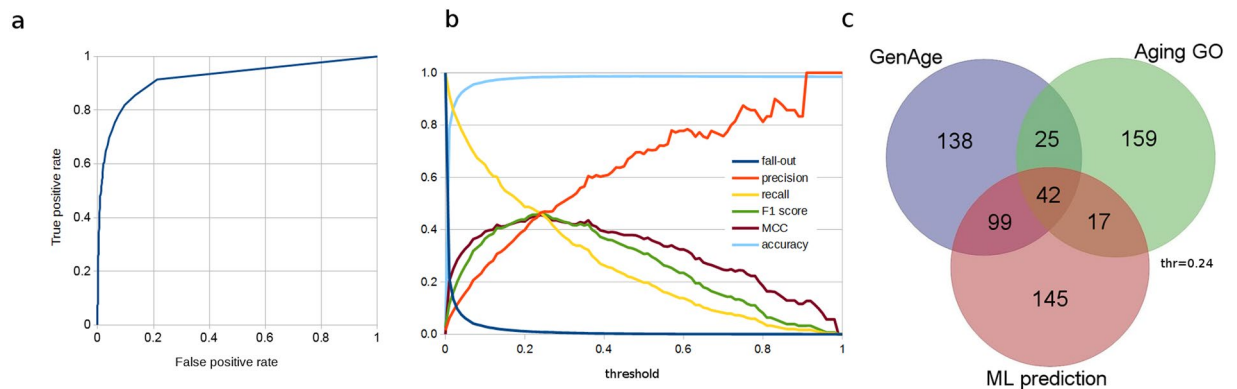 a
b
c
1
0.8
0.6
0.4
0.2
0
0
0.2
0.4
0.6
0.8
1
True positive rate
False positive rate
1.0
0.8
0.6
0.4
0.2
0.0
0
0.2
0.4
0.6
0.8
1
threshold
fall-out
precision
recall
F1 score
MCC
accuracy
GenAge
Aging GO
138
25
159
42
99
17
145
thr=0.24
ML prediction